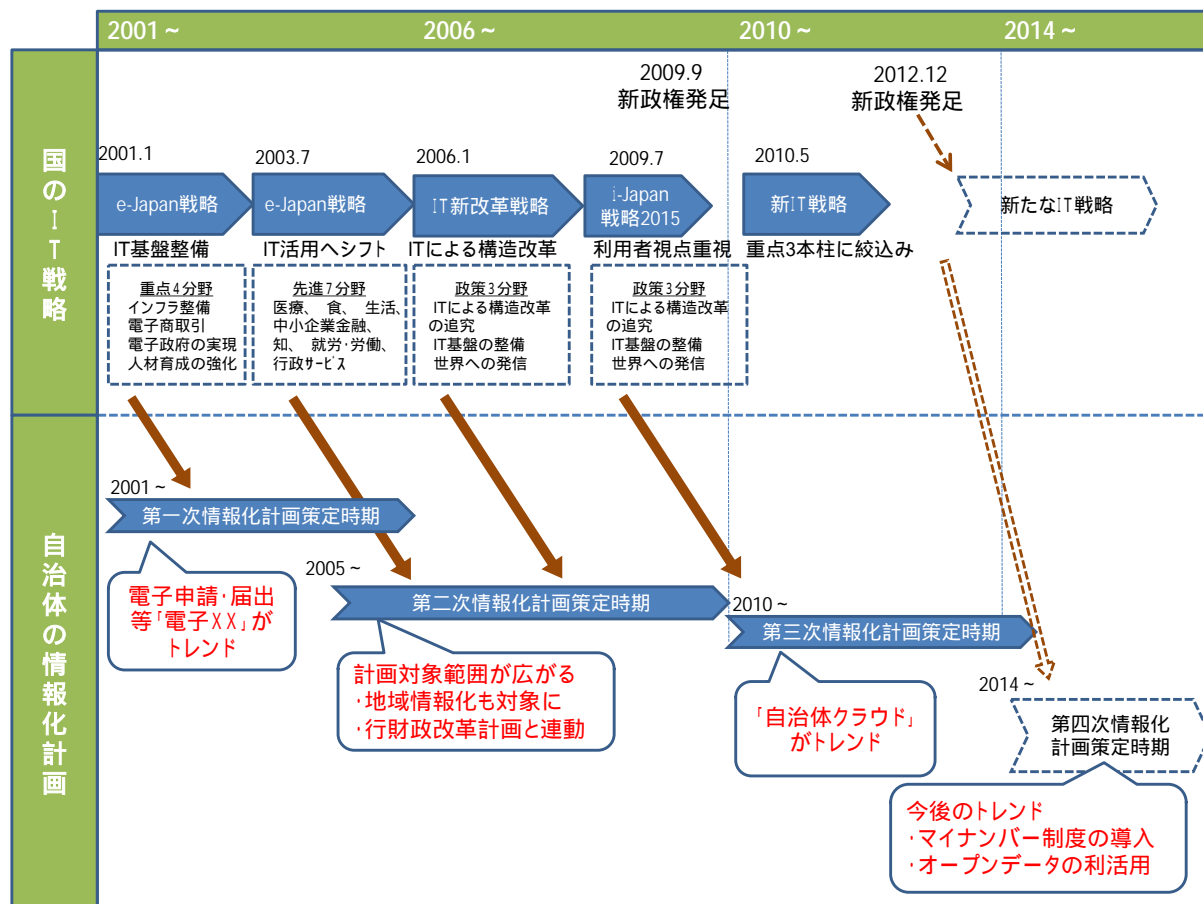 2001～
2006～
2010～
2014～
国のIT戦略
2009.9
新政権発足
2012.12
新政権発足
2001.1
2003.7
2006.1
2009.7
2010.5
e-Japan戦略
e-Japan戦略
IT新改革戦略
i-Japan
戦略2015
新IT戦略
新たなIT戦略
IT基盤整備
IT活用へシフト
ITによる構造改革
利用者視点重視
重点3本柱に絞込み
重点4分野
インフラ整備
電子商取引
電子政府の実現
人材育成の強化
先進7分野
医療、食、生活、
中小企業金融、
知、就労・労働、
行政サービス
政策3分野
ITによる構造改革
の追究
IT基盤の整備
世界への発信
政策3分野
ITによる構造改革
の追究
IT基盤の整備
世界への発信
自治体の情報化計画
2001～
第一次情報化計画策定時期
電子申請・届出
等「電子XX」が
トレンド
2005～
第二次情報化計画策定時期
計画対象範囲が広がる
・地域情報化も対象に
・行財政改革計画と連動
2010～
第三次情報化計画策定時期
「自治体クラウド」
がトレンド
2014～
第四次情報化
計画策定時期
今後のトレンド
・マイナンバー制度の導入
・オープンデータの利活用